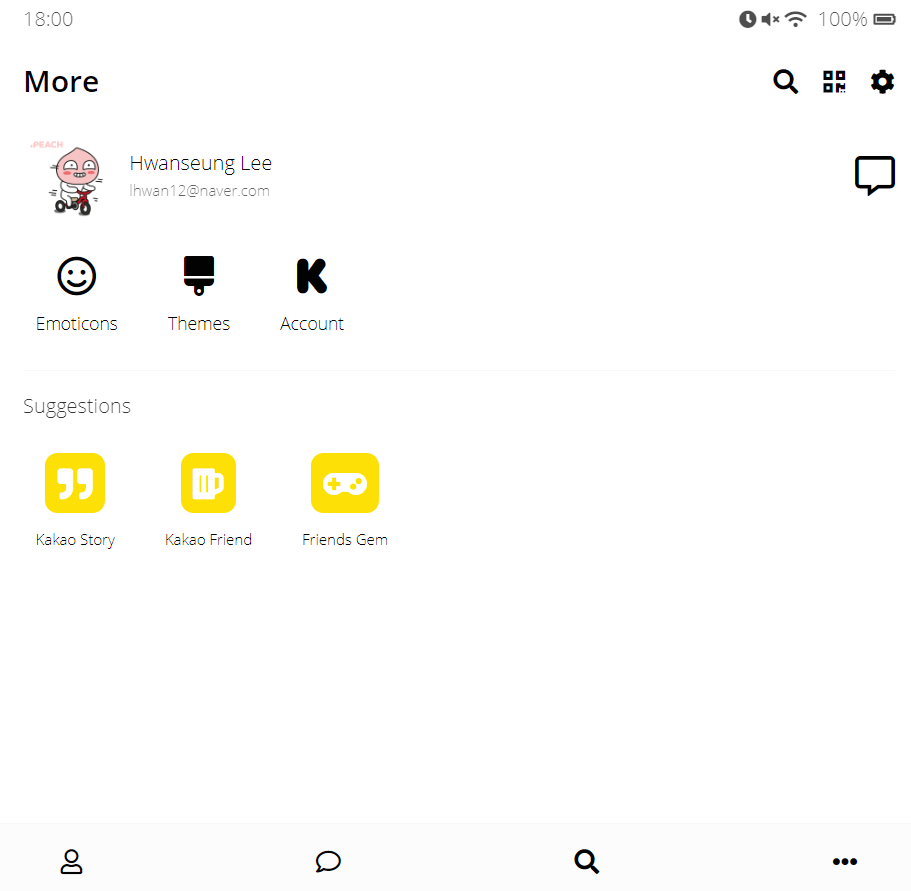 18:00 100%
More
.PEACH
Hwanseung Lee
lhwan12@naver.com
Emoticons Themes Account
Suggestions
Kakao Story Kakao Friend Friends Gem